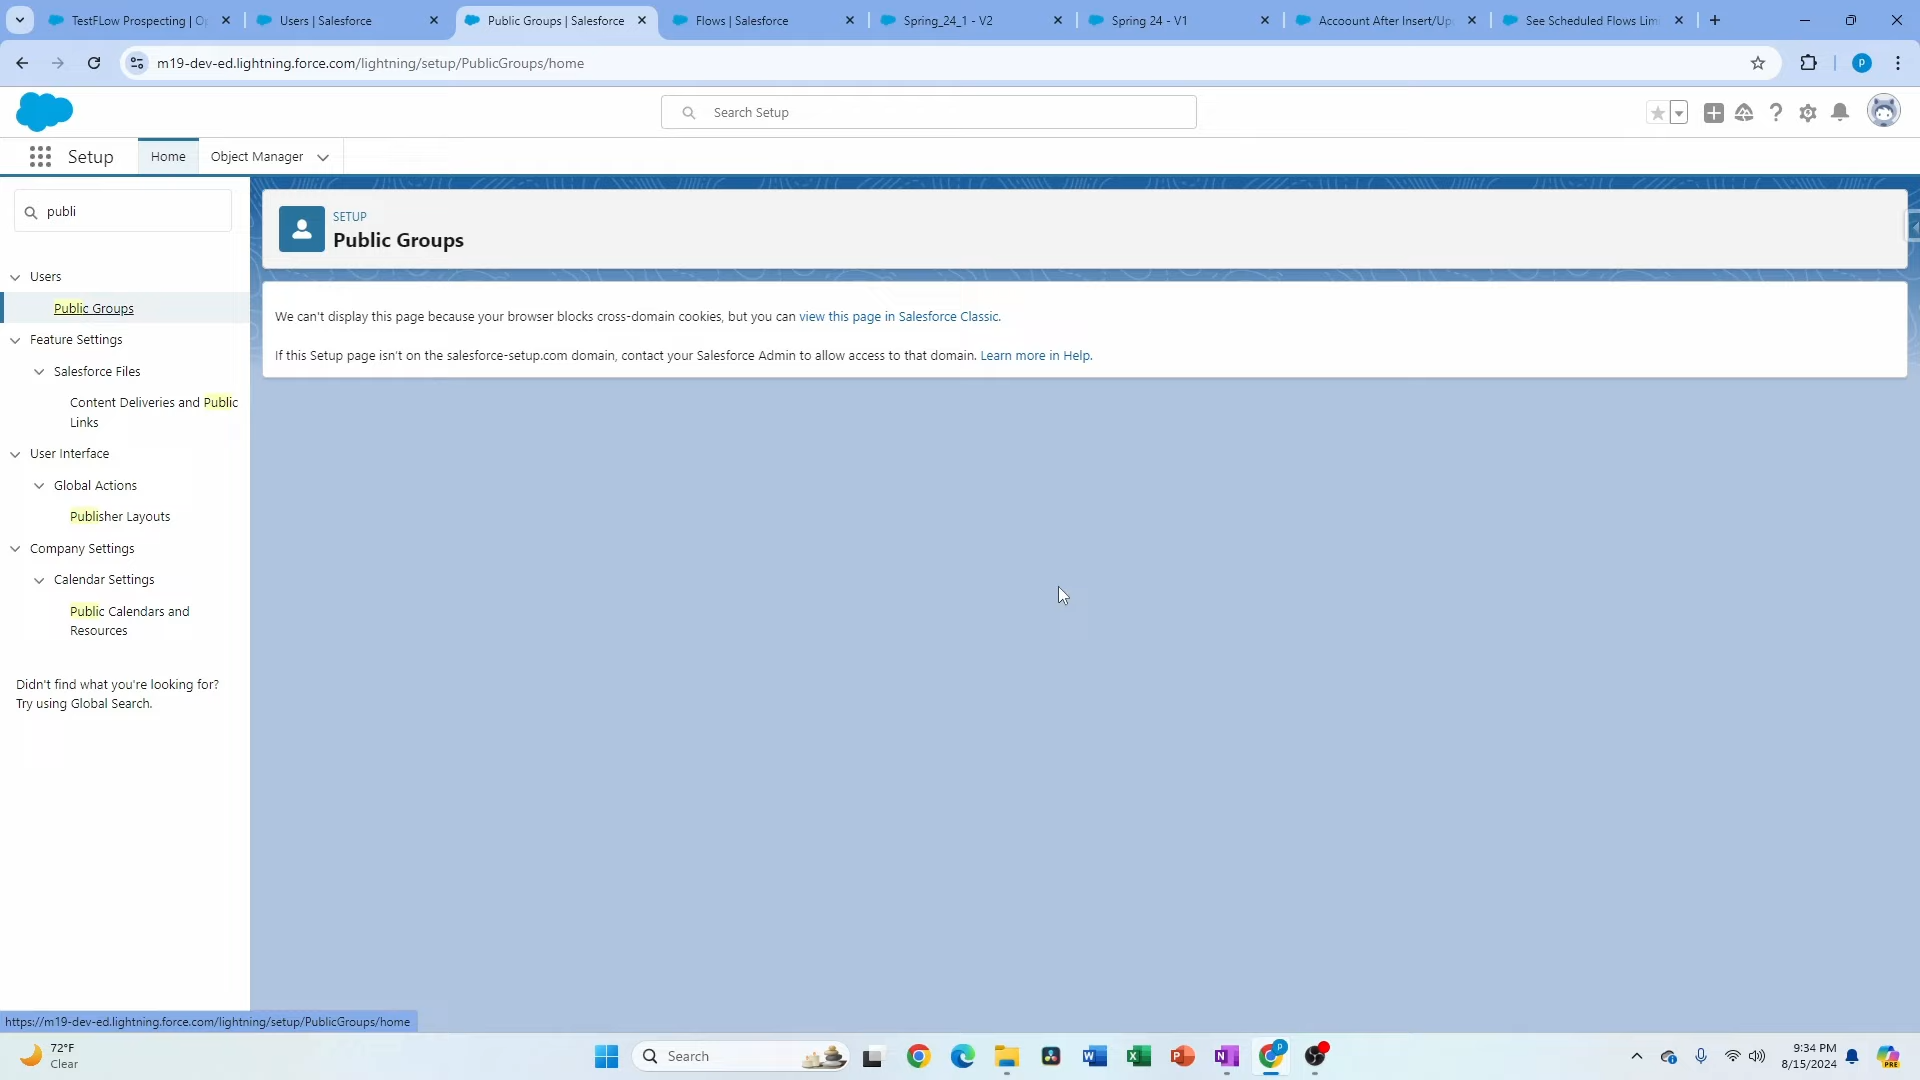 TestFLow Prospecting | Op
Users | Salesforce
Public Groups | Salesforce
Flows | Salesforce
Spring_24_1 - V2
Spring 24 - V1
Accoount After Insert/Up
See Scheduled Flows Lim
m19-dev-ed.lightning.force.com/lightning/setup/PublicGroups/home
P
Search Setup
Setup
Home
Object Manager
publi
Users
Public Groups
Feature Settings
Salesforce Files
Content Deliveries and Public
Links
User Interface
Global Actions
Publisher Layouts
Company Settings
Calendar Settings
Public Calendars and
Resources
Didn't find what you're looking for?
Try using Global Search.
SETUP
Public Groups
We can't display this page because your browser blocks cross-domain cookies, but you can view this page in Salesforce Classic.
If this Setup page isn't on the salesforce-setup.com domain, contact your Salesforce Admin to allow access to that domain. Learn more in Help.
https://m19-dev-ed.lightning.force.com/lightning/setup/PublicGroups/home
72°F
Clear
Search
9:34 PM
8/15/2024